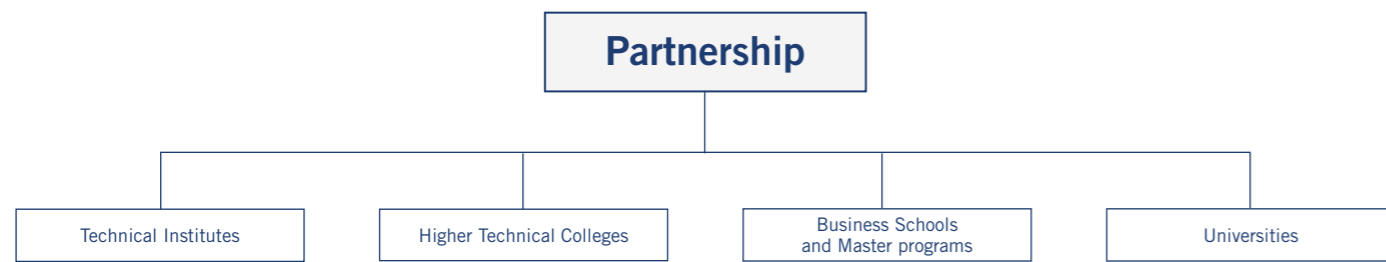 Partnership
Technical Institutes
Higher Technical Colleges
Business Schools
and Master programs
Universities